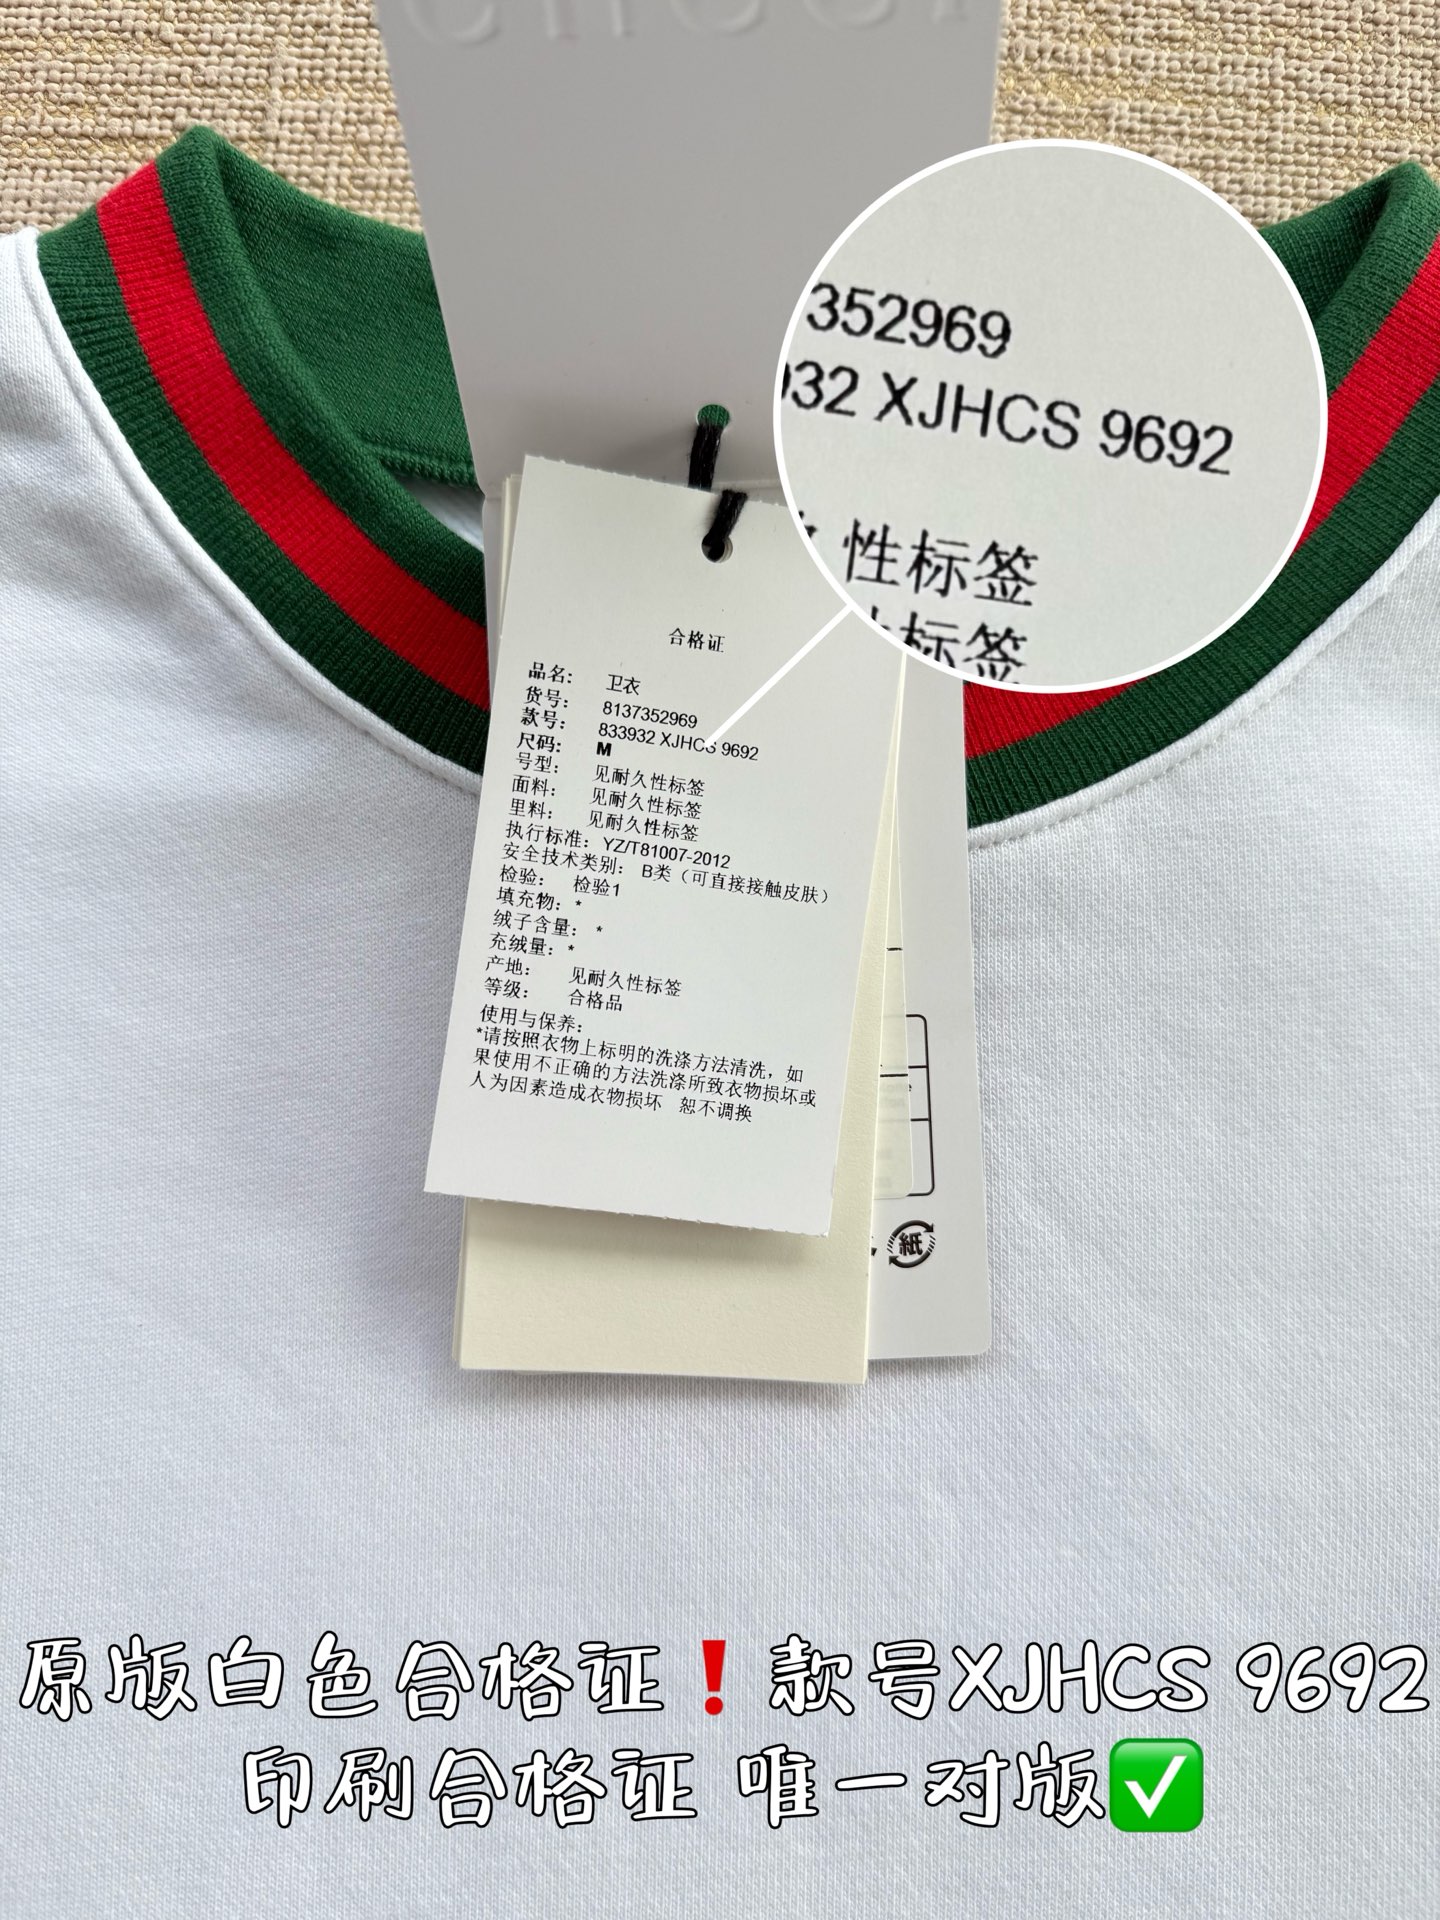 GUCCI
352969
932 XJHCS 9692
性标签
标签
合格证
品名: 卫衣
货号: 8137352969
款号: 833932 XJHCS 9692
尺码: M
号型: 见耐久性标签
面料: 见耐久性标签
里料: 见耐久性标签
执行标准: YZ/T81007-2012
安全技术类别: B类（可直接接触皮肤）
检验: 检验1
填充物: *
绒子含量: *
充绒量: *
产地: 见耐久性标签
等级: 合格品
使用与保养:
*请按照衣物上标明的洗涤方法清洗，如
果使用不正确的方法洗涤所致衣物损坏或
人为因素造成衣物损坏 恕不调换
紙
原版白色合格证❗款号XJHCS 9692
印刷合格证 唯一对版✅